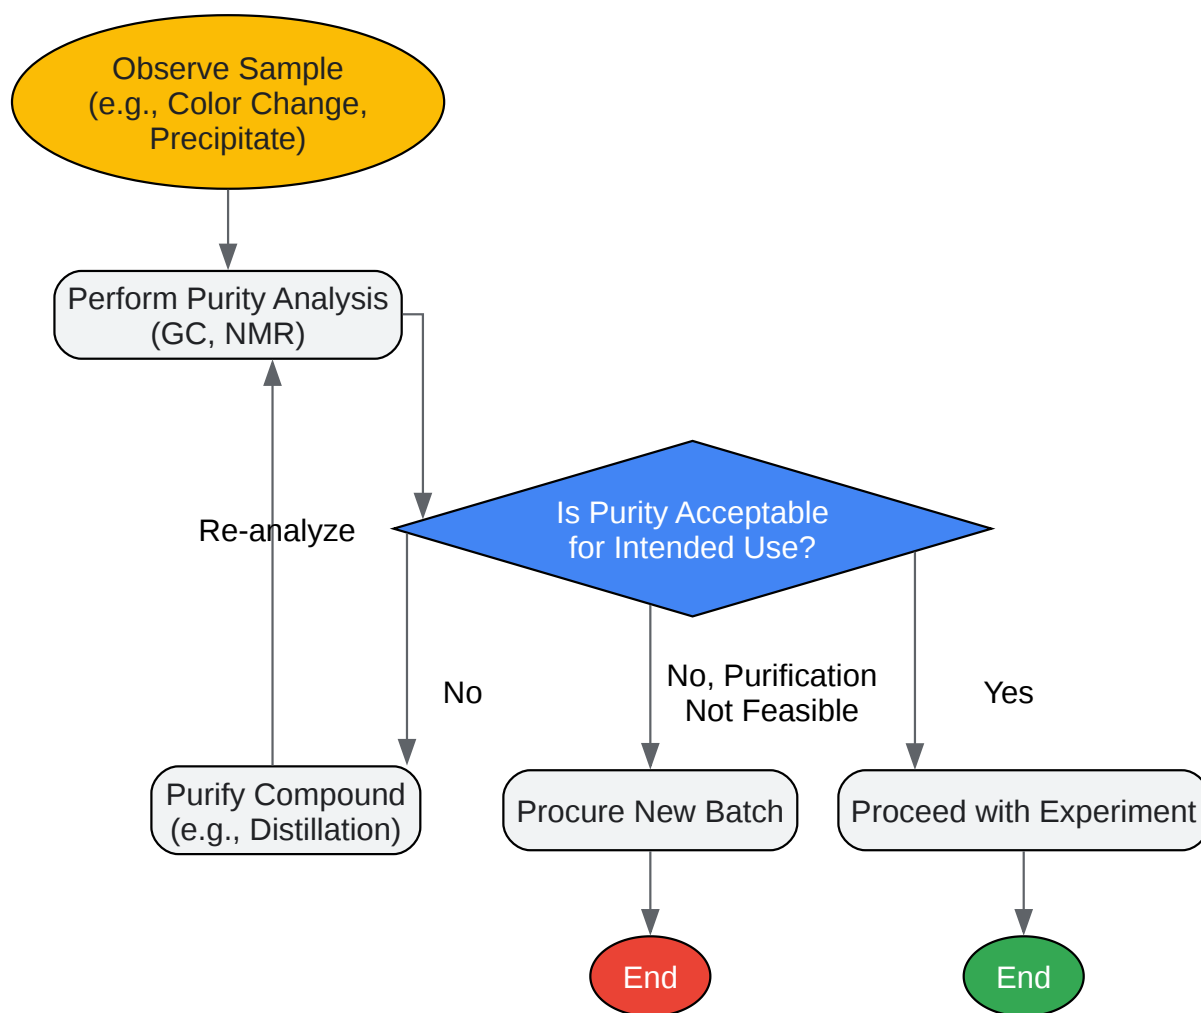 Observe Sample
(e.g., Color Change,
Precipitate)
Perform Purity Analysis
(GC, NMR)
Re-analyze
Is Purity Acceptable
for Intended Use?
No
No, Purification
Not Feasible
Yes
Purify Compound
(e.g., Distillation)
Procure New Batch
Proceed with Experiment
End
End